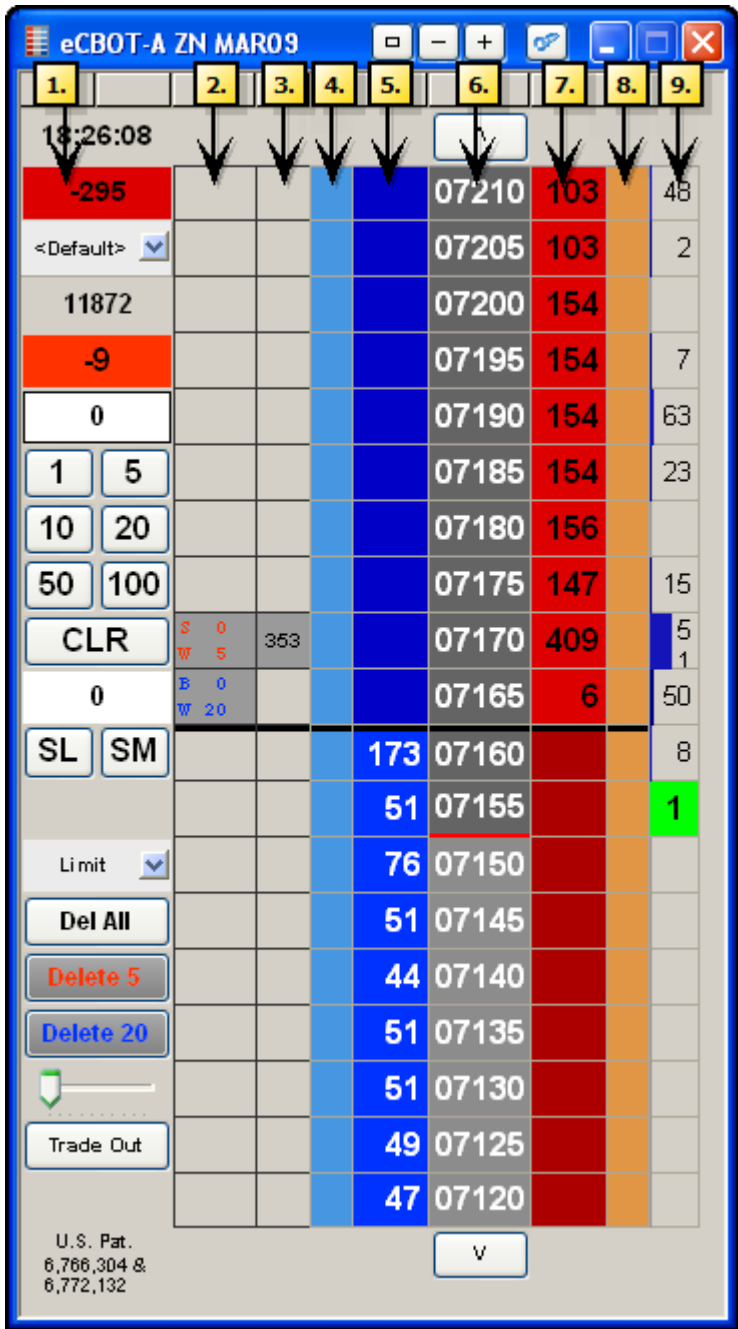 eCBOT-A ZN MAR09
1. 2. 3. 4. 5. 6. 7. 8. 9.
18:26:08
-295 07210 103 48
<Default> 07205 103 2
11872 07200 154
-9 07195 154 7
0 07190 154 63
1 5 07185 154 23
10 20 07180 156
50 100 07175 147 15
CLR S 0 W 5 353 07170 409 5 1
0 B 0 W 20 07165 6 50
SL SM 173 07160 8
51 07155 1
Limit 76 07150
Del All 51 07145
Delete 5 44 07140
Delete 20 51 07135
51 07130
Trade Out 49 07125
47 07120
U.S. Pat.
6,766,304 &
6,772,132
V